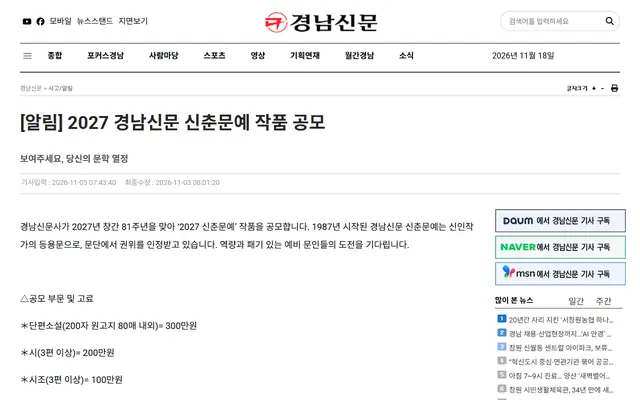 모바일 뉴스스탠드 지면보기
경남신문
검색어를 입력하세요
종합 포커스경남 사람마당 스포츠 영상 기획연재 월간경남 소식
2026년 11월 18일
경남신문 > 사고/알림
글자크기 + -
[알림] 2027 경남신문 신춘문예 작품 공모
보여주세요, 당신의 문학 열정
기사입력 : 2026-11-03 07:43:40 최종수정 : 2026-11-03 08:01:20
경남신문사가 2027년 창간 81주년을 맞아 ‘2027 신춘문예’ 작품을 공모합니다. 1987년 시작된 경남신문 신춘문예는 신인작
가의 등용문으로, 문단에서 권위를 인정받고 있습니다. 역량과 패기 있는 예비 문인들의 도전을 기다립니다.
△공모 부문 및 고료
＊단편소설(200자 원고지 80매 내외)= 300만원
＊시(3편 이상)= 200만원
＊시조(3편 이상)= 100만원
Daum 에서 경남신문 기사 구독
NAVER에서 경남신문 기사 구독
msn에서 경남신문 기사 구독
많이 본 뉴스 일간 주간
1 20년간 자리 지킨 ‘서창원농협 하나...
2 경남 채용·산업현장까지…‘AI 안경’ ...
3 창원 신월동 센트럴 아이파크, 보류...
4 “혁신도시 중심·연관기관 묶어 공공...
5 아침 7~9시 진료… 양산 ‘새벽별어...
6 창원 시민생활체육관, 34년 만에 새...